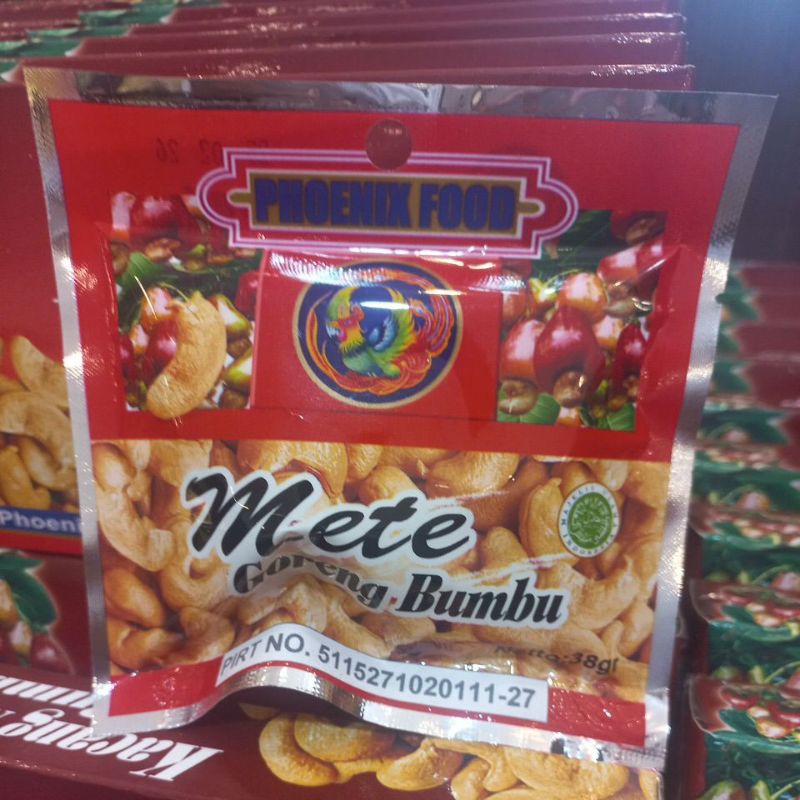 PHOENIX FOOD
Mete
Goreng Bumbu
Netto:38gr
PIRT NO. 5115271020111-27
Phoeni
Kacang